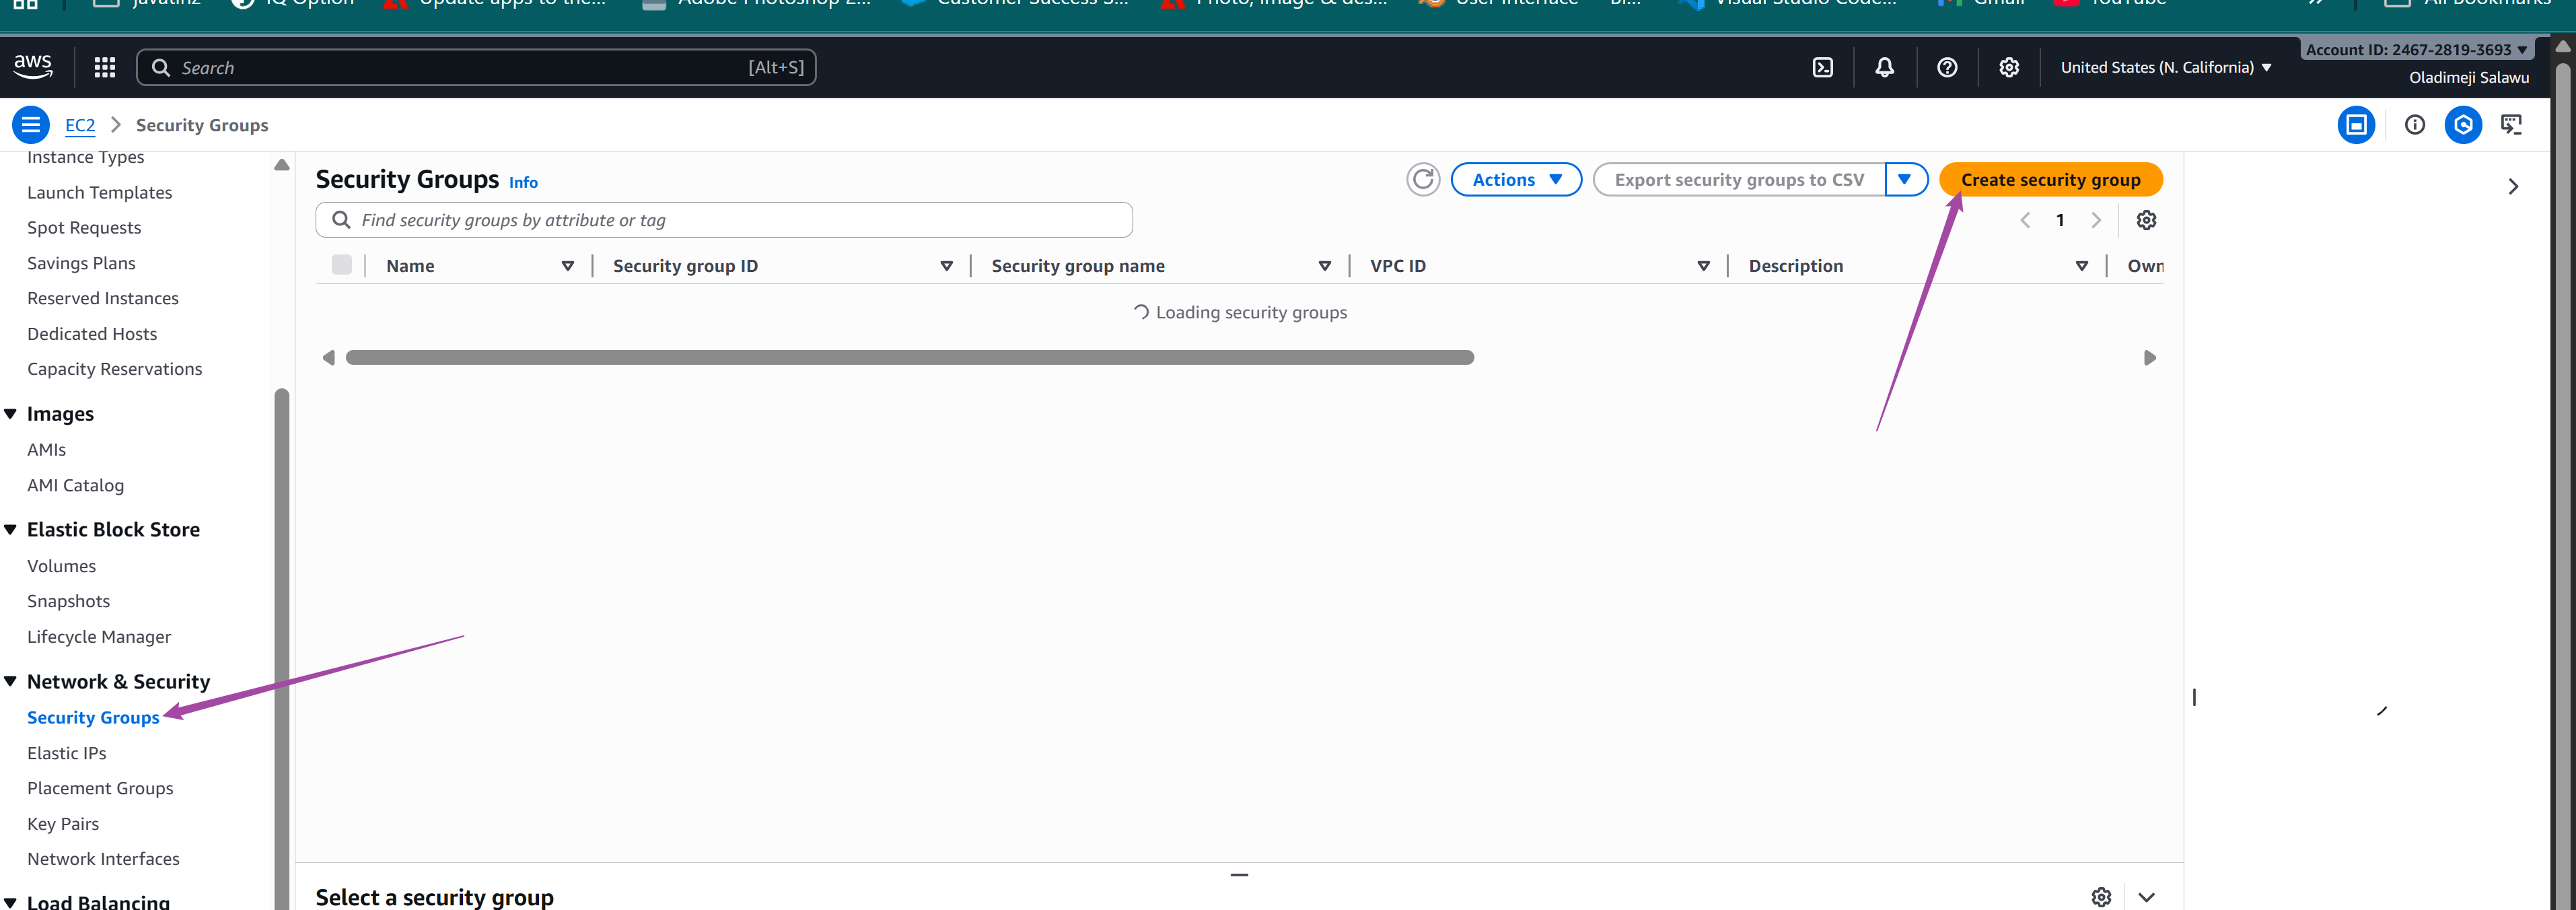 javatinz
IQ Option
Update apps to the...
Adobe Photoshop 2...
Customer Success S...
Photo, image & des...
User Interface
Bl...
Visual Studio Code...
Gmail
YouTube
All Bookmarks
aws
Search
[Alt+S]
United States (N. California)
Account ID: 2467-2819-3693
Oladimeji Salawu
EC2
Security Groups
Instance Types
Launch Templates
Spot Requests
Savings Plans
Reserved Instances
Dedicated Hosts
Capacity Reservations
Images
AMIs
AMI Catalog
Elastic Block Store
Volumes
Snapshots
Lifecycle Manager
Network & Security
Security Groups
Elastic IPs
Placement Groups
Key Pairs
Network Interfaces
Load Balancing
Security Groups Info
Actions
Export security groups to CSV
Create security group
Find security groups by attribute or tag
1
Name
Security group ID
Security group name
VPC ID
Description
Own
Loading security groups
Select a security group